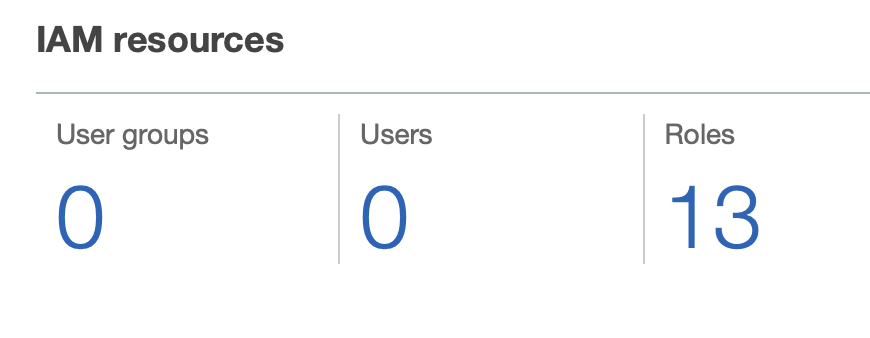 IAM resources
User groups
Users
Roles
0
0
13